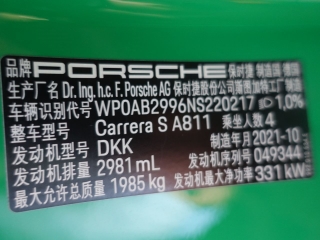 品牌 PORSCHE 保时捷 制造国 德国
生产厂名 Dr. Ing. h.c. F. Porsche AG 保时捷股份公司斯图加特工厂制造
车辆识别代号 WP0AB2996NS220217 1,0%
整车型号 Carrera S A811 乘坐人数 4
发动机型号 DKK 制造年月 2021-10
发动机排量 2981 mL 发动机序号 049344
最大允许总质量 1985 kg 发动机最大净功率 331 kW